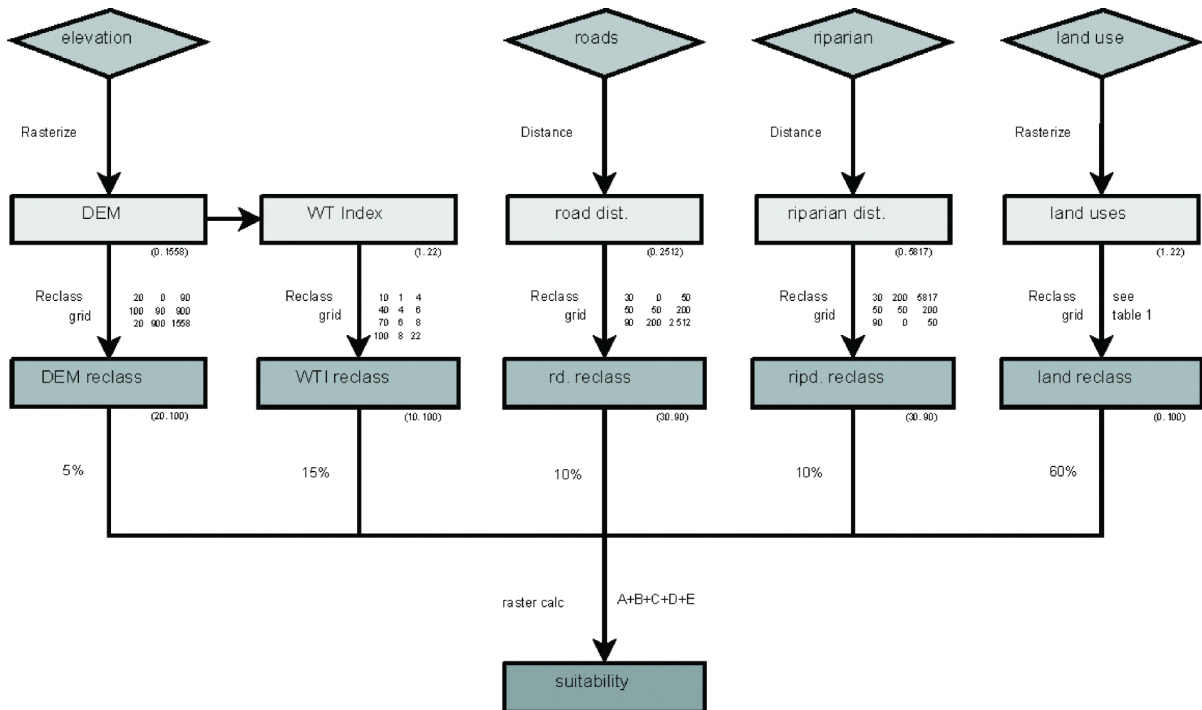 elevation
roads
riparian
land use
Rasterize
Distance
Distance
Rasterize
DEM
WT Index
road dist.
riparian dist.
land uses
(0.1558)
(1.22)
(0.2512)
(0.5817)
(1.22)
Reclass
grid
20 0 90
100 90 900
20 900 1558
Reclass
grid
10 1 4
40 4 6
70 6 8
100 8 22
Reclass
grid
30 0 50
50 50 200
90 200 2512
Reclass
grid
30 200 5817
50 50 200
90 0 50
Reclass
grid
see
table 1
DEM reclass
WTI reclass
rd. reclass
ripd. reclass
land reclass
(20.100)
(10.100)
(30.90)
(30.90)
(0.100)
5%
15%
10%
10%
60%
raster calc
A+B+C+D+E
suitability